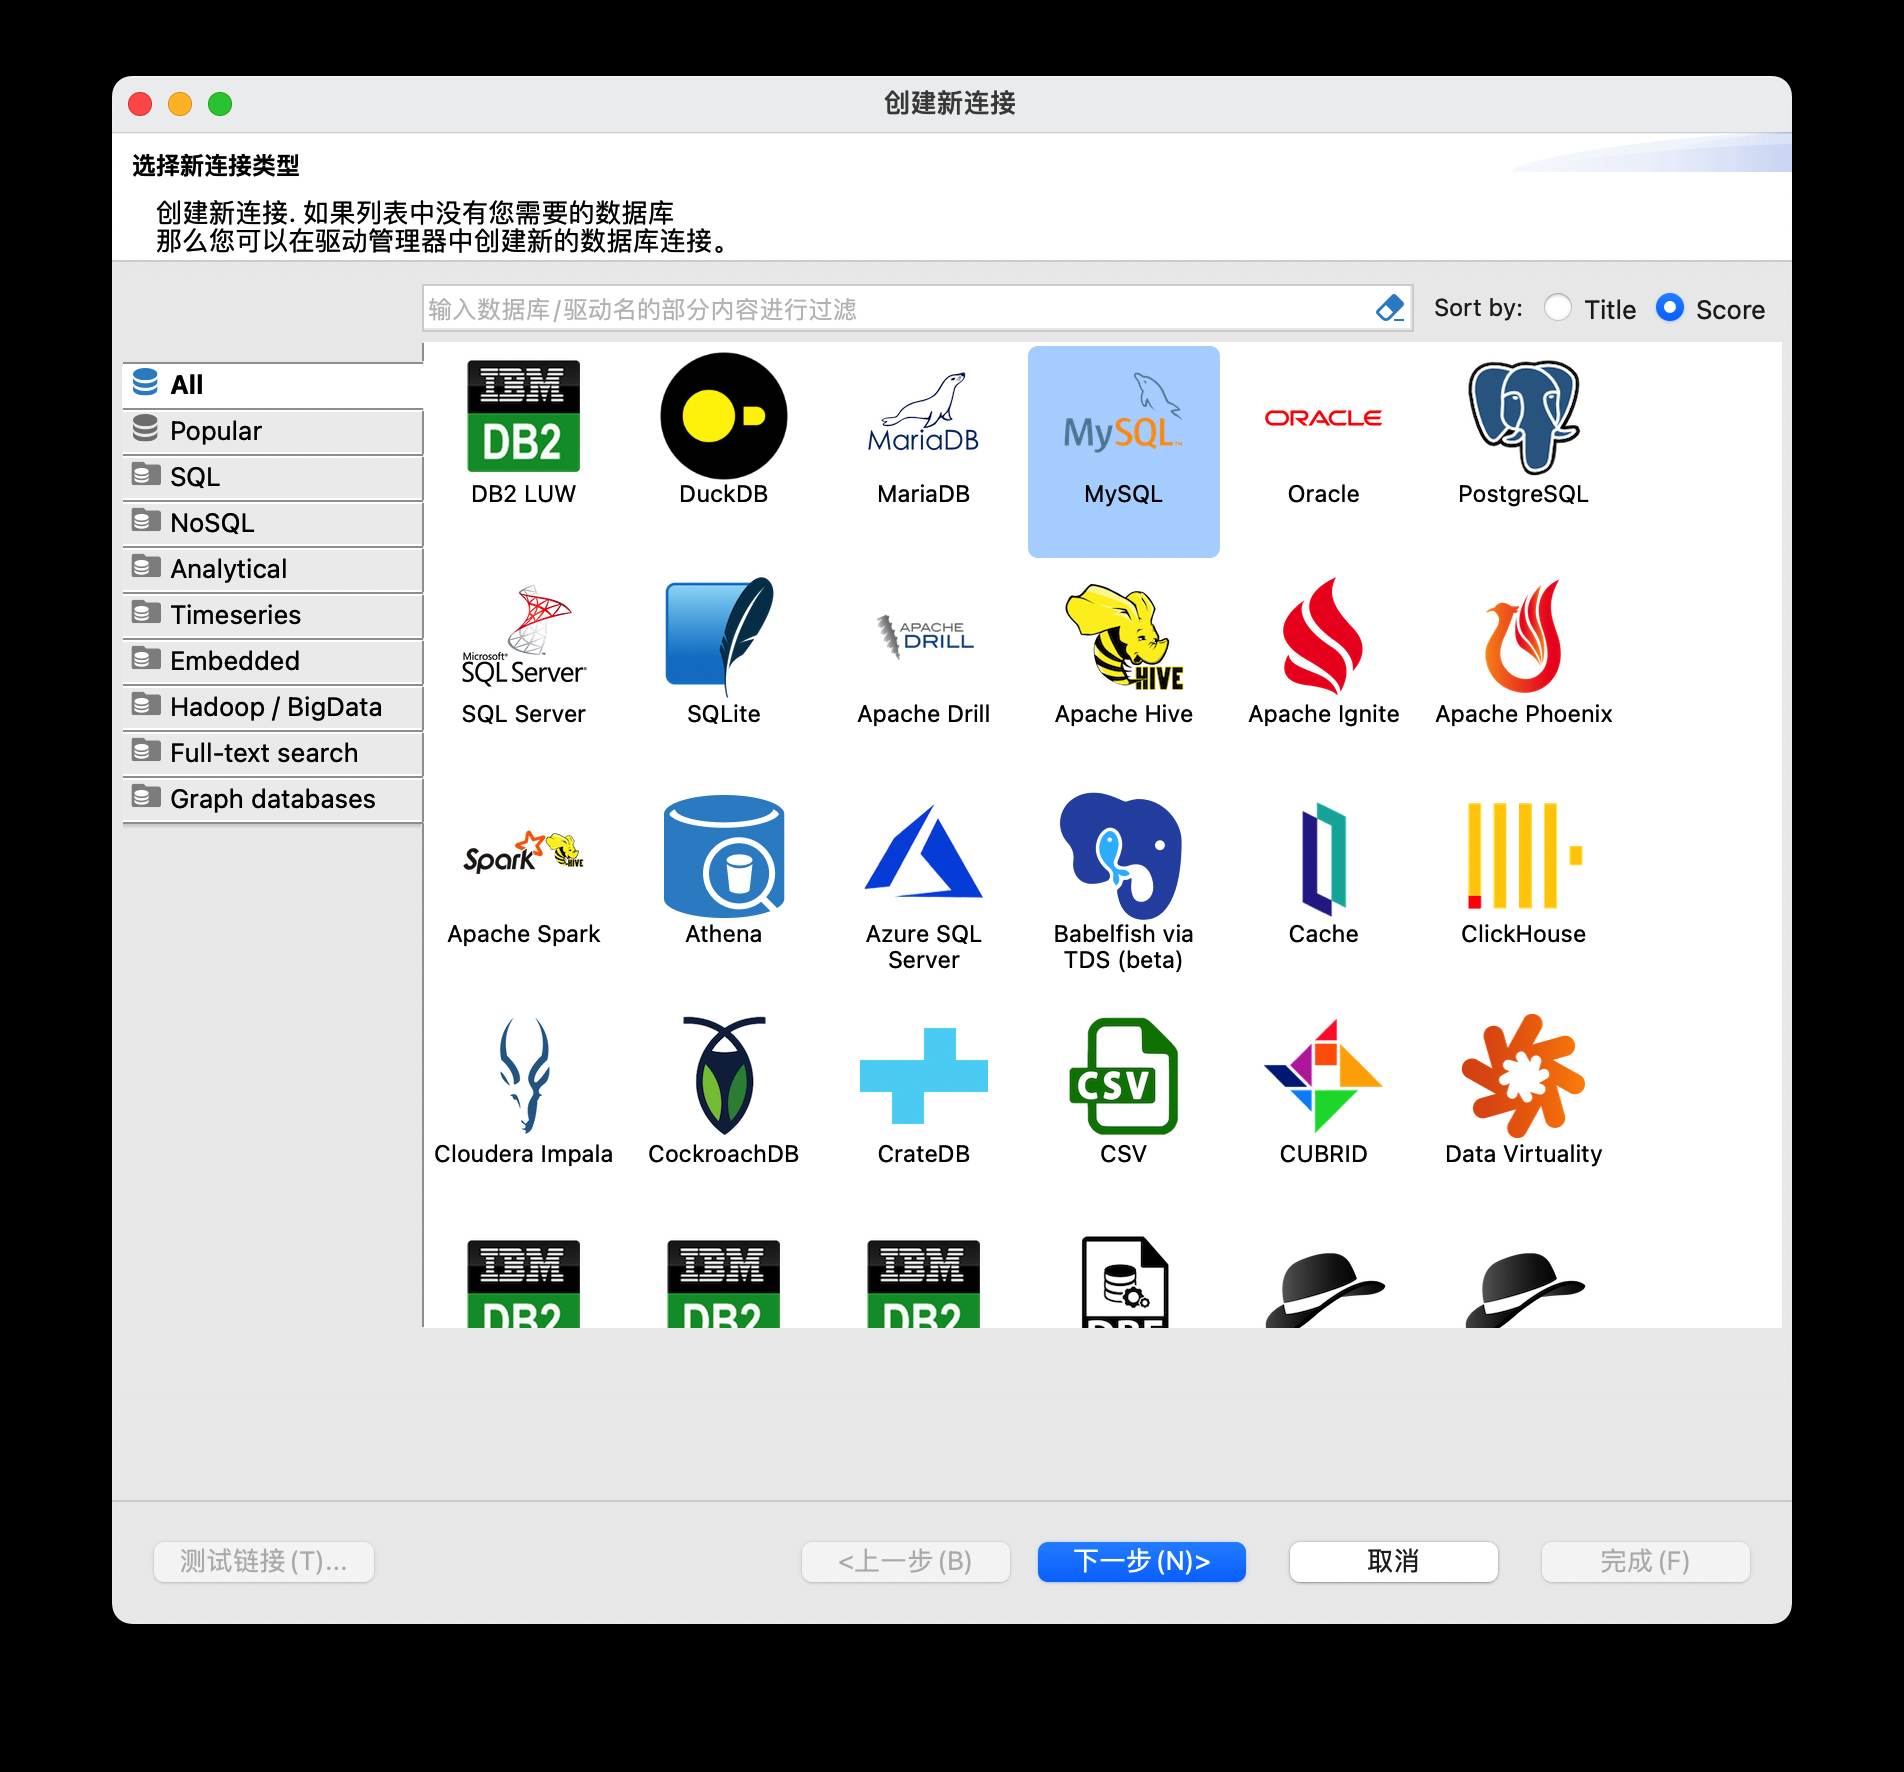 创建新连接
选择新连接类型
创建新连接. 如果列表中没有您需要的数据库
那么您可以在驱动管理器中创建新的数据库连接。
输入数据库/驱动名的部分内容进行过滤
Sort by: Title Score
All
Popular
SQL
NoSQL
Analytical
Timeseries
Embedded
Hadoop / BigData
Full-text search
Graph databases
IBM
DB2
MariaDB
MySQL™
ORACLE
DB2 LUW
DuckDB
MariaDB
MySQL
Oracle
PostgreSQL
Microsoft®
SQL Server®
APACHE
DRILL
HIVE
SQL Server
SQLite
Apache Drill
Apache Hive
Apache Ignite
Apache Phoenix
Spark
HIVE
Apache Spark
Athena
Azure SQL
Server
Babelfish via
TDS (beta)
Cache
ClickHouse
CSV
Cloudera Impala
CockroachDB
CrateDB
CSV
CUBRID
Data Virtuality
IBM
DB2
IBM
DB2
IBM
DB2
DBF
测试链接(T)...
<上一步(B)
下一步(N)>
取消
完成(F)